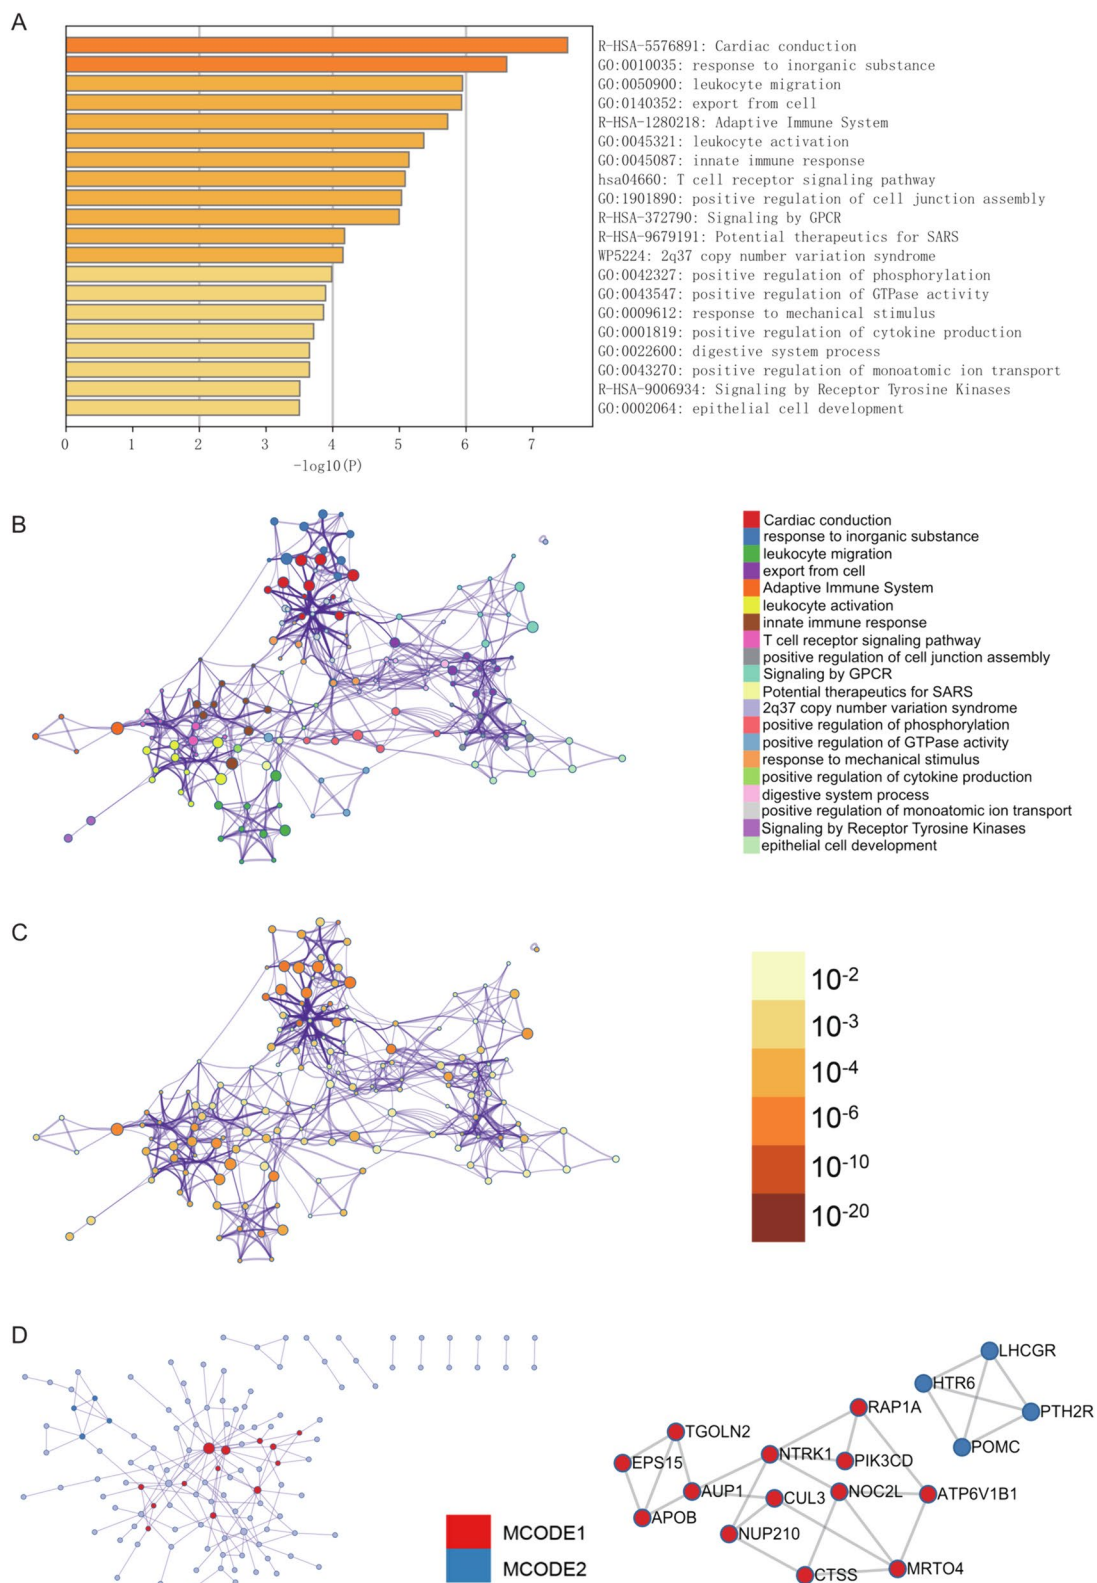 A
R-HSA-5576891: Cardiac conduction
GO:0010035: response to inorganic substance
GO:0050900: leukocyte migration
GO:0140352: export from cell
R-HSA-1280218: Adaptive Immune System
GO:0045321: leukocyte activation
GO:0045087: innate immune response
hsa04660: T cell receptor signaling pathway
GO:1901890: positive regulation of cell junction assembly
R-HSA-372790: Signaling by GPCR
R-HSA-9679191: Potential therapeutics for SARS
WP5224: 2q37 copy number variation syndrome
GO:0042327: positive regulation of phosphorylation
GO:0043547: positive regulation of GTPase activity
GO:0009612: response to mechanical stimulus
GO:0001819: positive regulation of cytokine production
GO:0022600: digestive system process
GO:0043270: positive regulation of monoatomic ion transport
R-HSA-9006934: Signaling by Receptor Tyrosine Kinases
GO:0002064: epithelial cell development
0 1 2 3 4 5 6 7
-log10(P)
B
Cardiac conduction
response to inorganic substance
leukocyte migration
export from cell
Adaptive Immune System
leukocyte activation
innate immune response
T cell receptor signaling pathway
positive regulation of cell junction assembly
Signaling by GPCR
Potential therapeutics for SARS
2q37 copy number variation syndrome
positive regulation of phosphorylation
positive regulation of GTPase activity
response to mechanical stimulus
positive regulation of cytokine production
digestive system process
positive regulation of monoatomic ion transport
Signaling by Receptor Tyrosine Kinases
epithelial cell development
C
10-2
10-3
10-4
10-6
10-10
10-20
D
MCODE1
MCODE2
LHCGR
HTR6
PTH2R
POMC
RAP1A
TGOLN2
NTRK1
PIK3CD
EPS15
AUP1
CUL3
NOC2L
ATP6V1B1
APOB
NUP210
CTSS
MRTO4